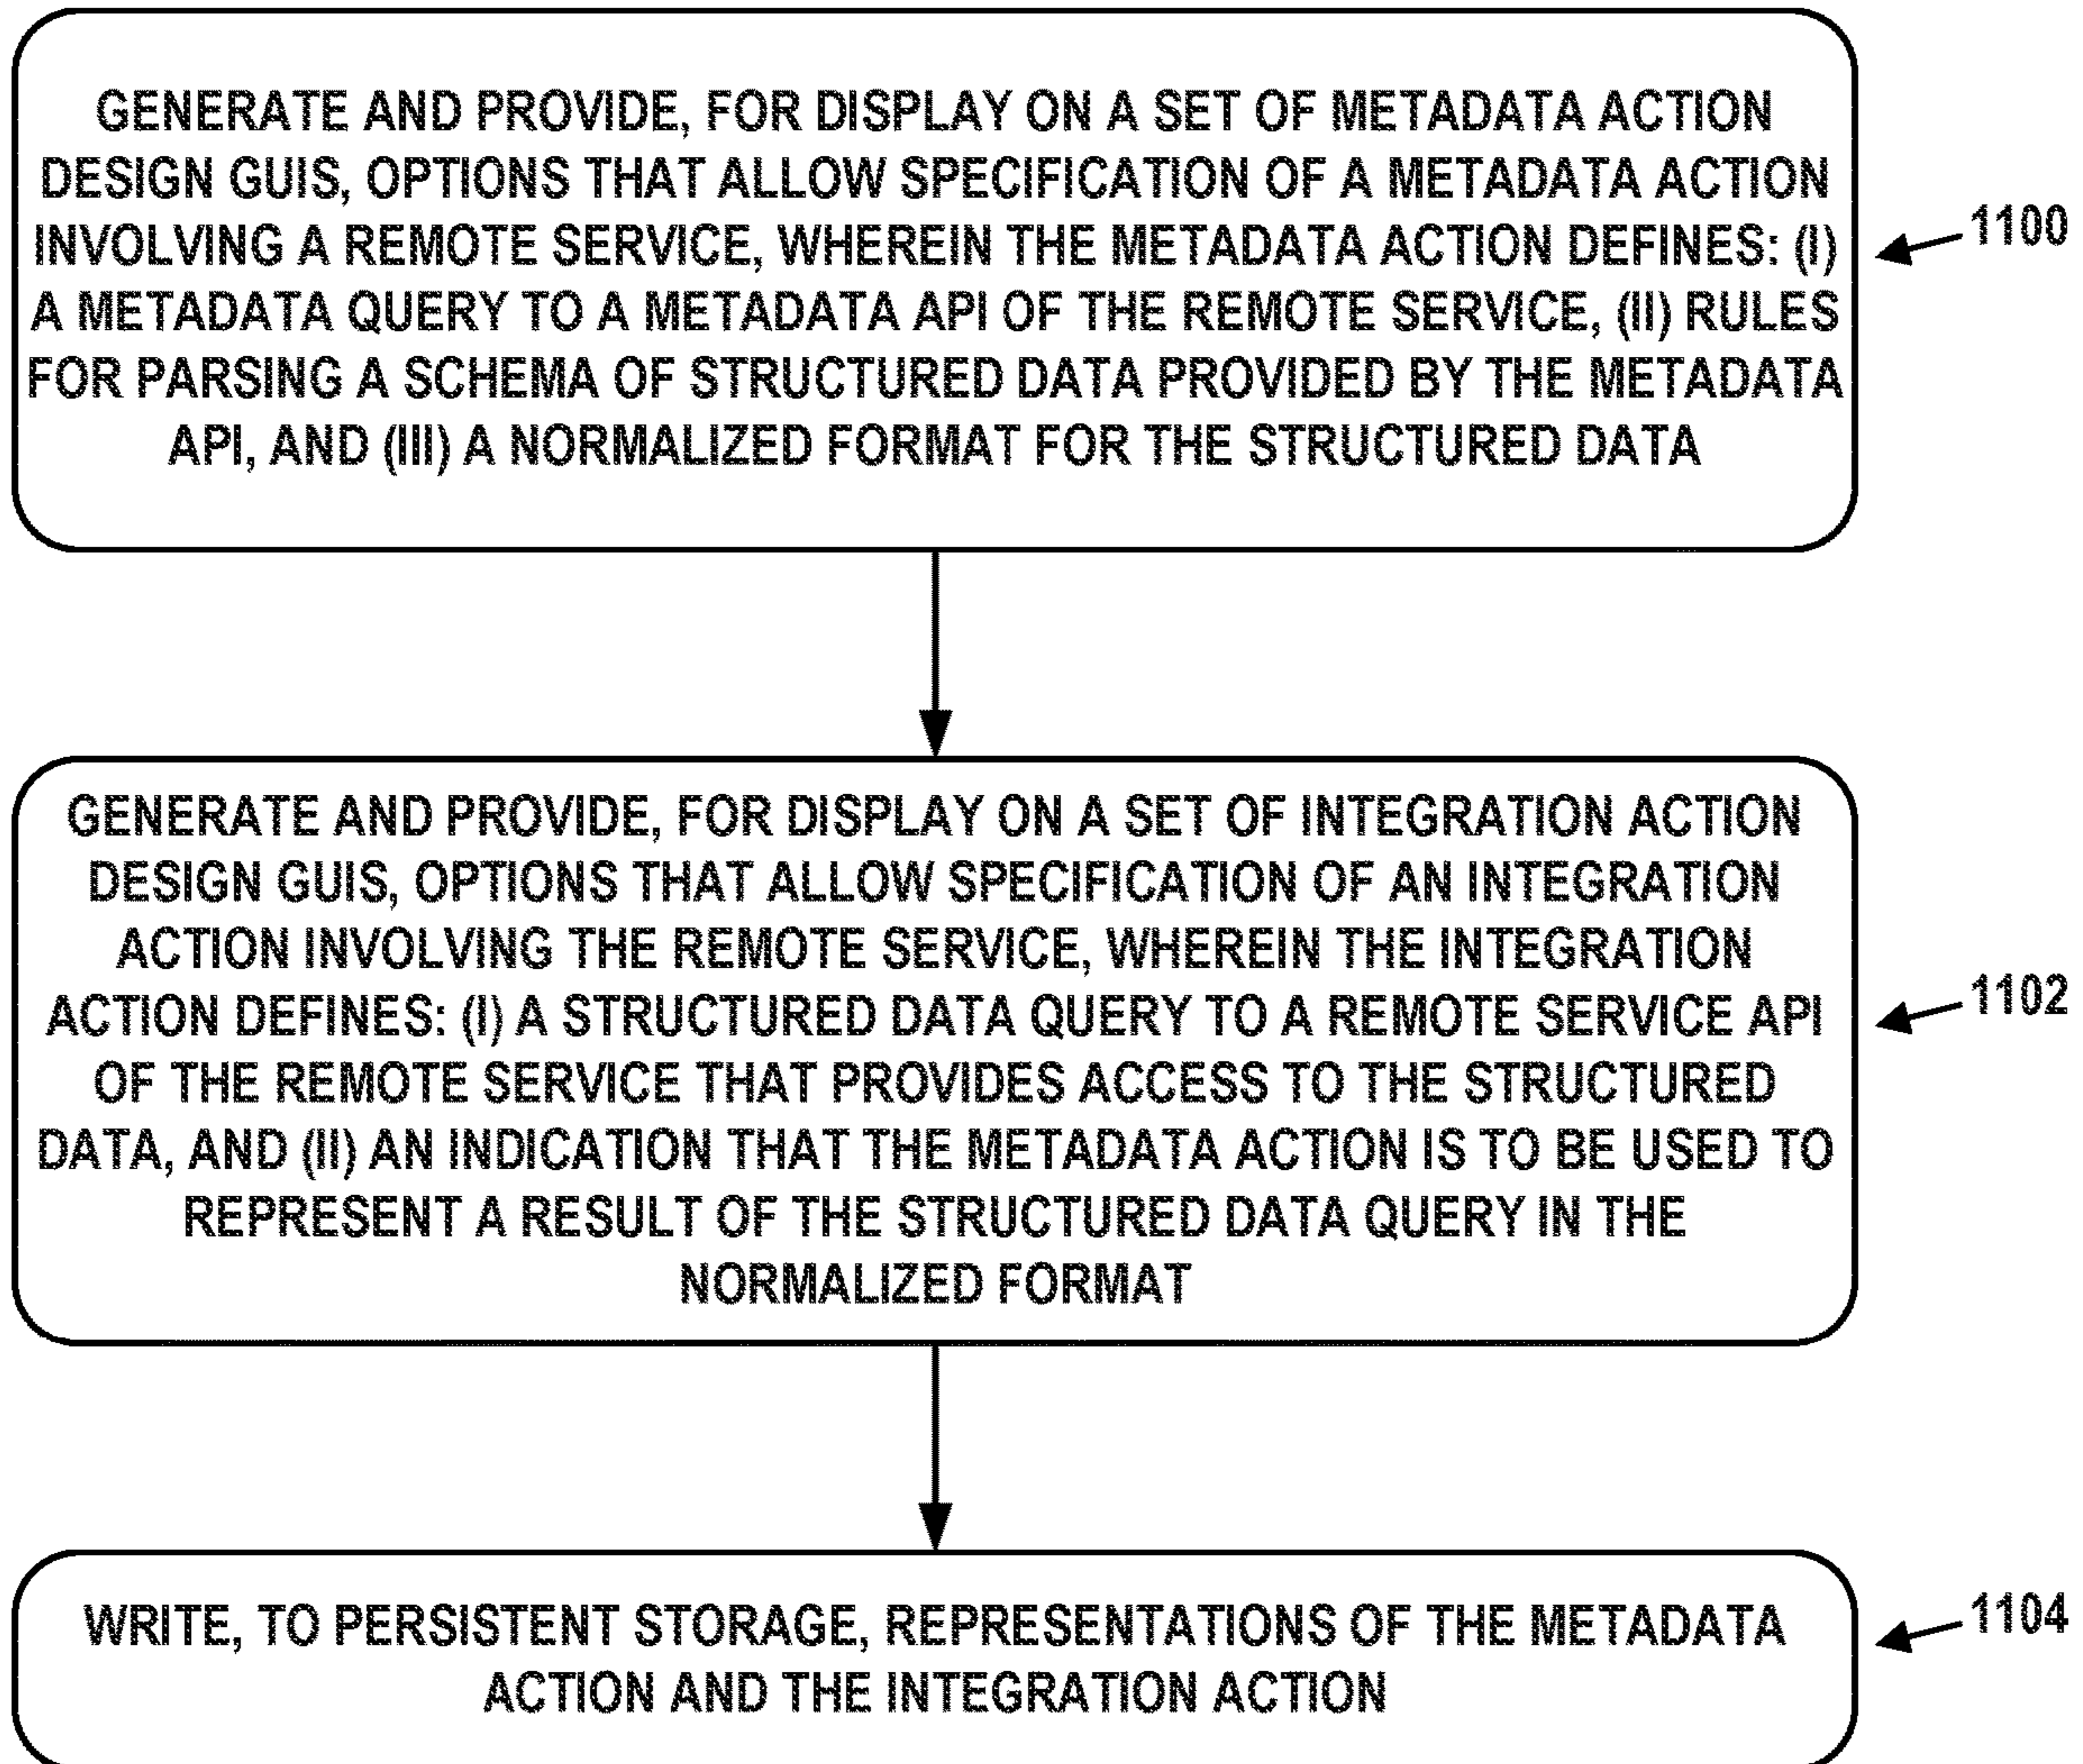 GENERATE AND PROVIDE, FOR DISPLAY ON A SET OF METADATA ACTION
DESIGN GUIS, OPTIONS THAT ALLOW SPECIFICATION OF A METADATA ACTION
INVOLVING A REMOTE SERVICE, WHEREIN THE METADATA ACTION DEFINES: (I)
A METADATA QUERY TO A METADATA API OF THE REMOTE SERVICE, (II) RULES
FOR PARSING A SCHEMA OF STRUCTURED DATA PROVIDED BY THE METADATA
API, AND (III) A NORMALIZED FORMAT FOR THE STRUCTURED DATA
1100
GENERATE AND PROVIDE, FOR DISPLAY ON A SET OF INTEGRATION ACTION
DESIGN GUIS, OPTIONS THAT ALLOW SPECIFICATION OF AN INTEGRATION
ACTION INVOLVING THE REMOTE SERVICE, WHEREIN THE INTEGRATION
ACTION DEFINES: (I) A STRUCTURED DATA QUERY TO A REMOTE SERVICE API
OF THE REMOTE SERVICE THAT PROVIDES ACCESS TO THE STRUCTURED
DATA, AND (II) AN INDICATION THAT THE METADATA ACTION IS TO BE USED TO
REPRESENT A RESULT OF THE STRUCTURED DATA QUERY IN THE
NORMALIZED FORMAT
1102
WRITE, TO PERSISTENT STORAGE, REPRESENTATIONS OF THE METADATA
ACTION AND THE INTEGRATION ACTION
1104